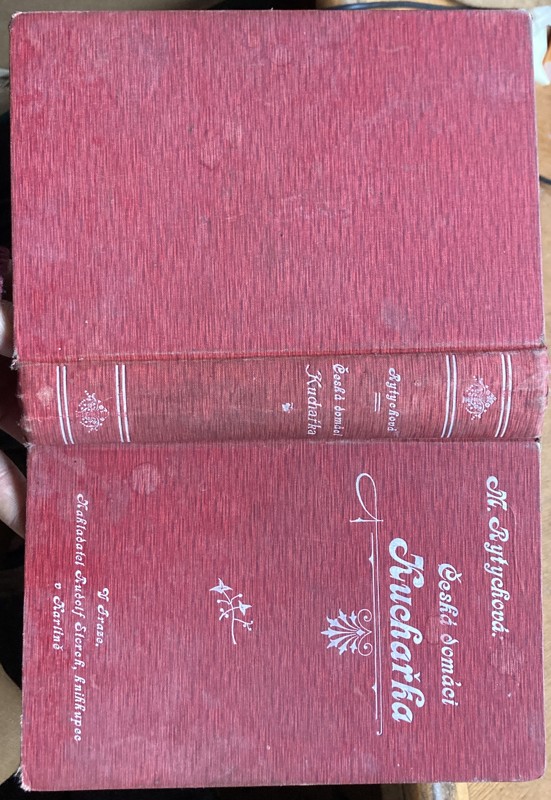 Rytychová
Česká domácí
Kuchařka
M. Rytychová:
Česká domácí
Kuchařka
V Praze.
Nakladatel Rudolf Storch, knihkupec
v Karlíně